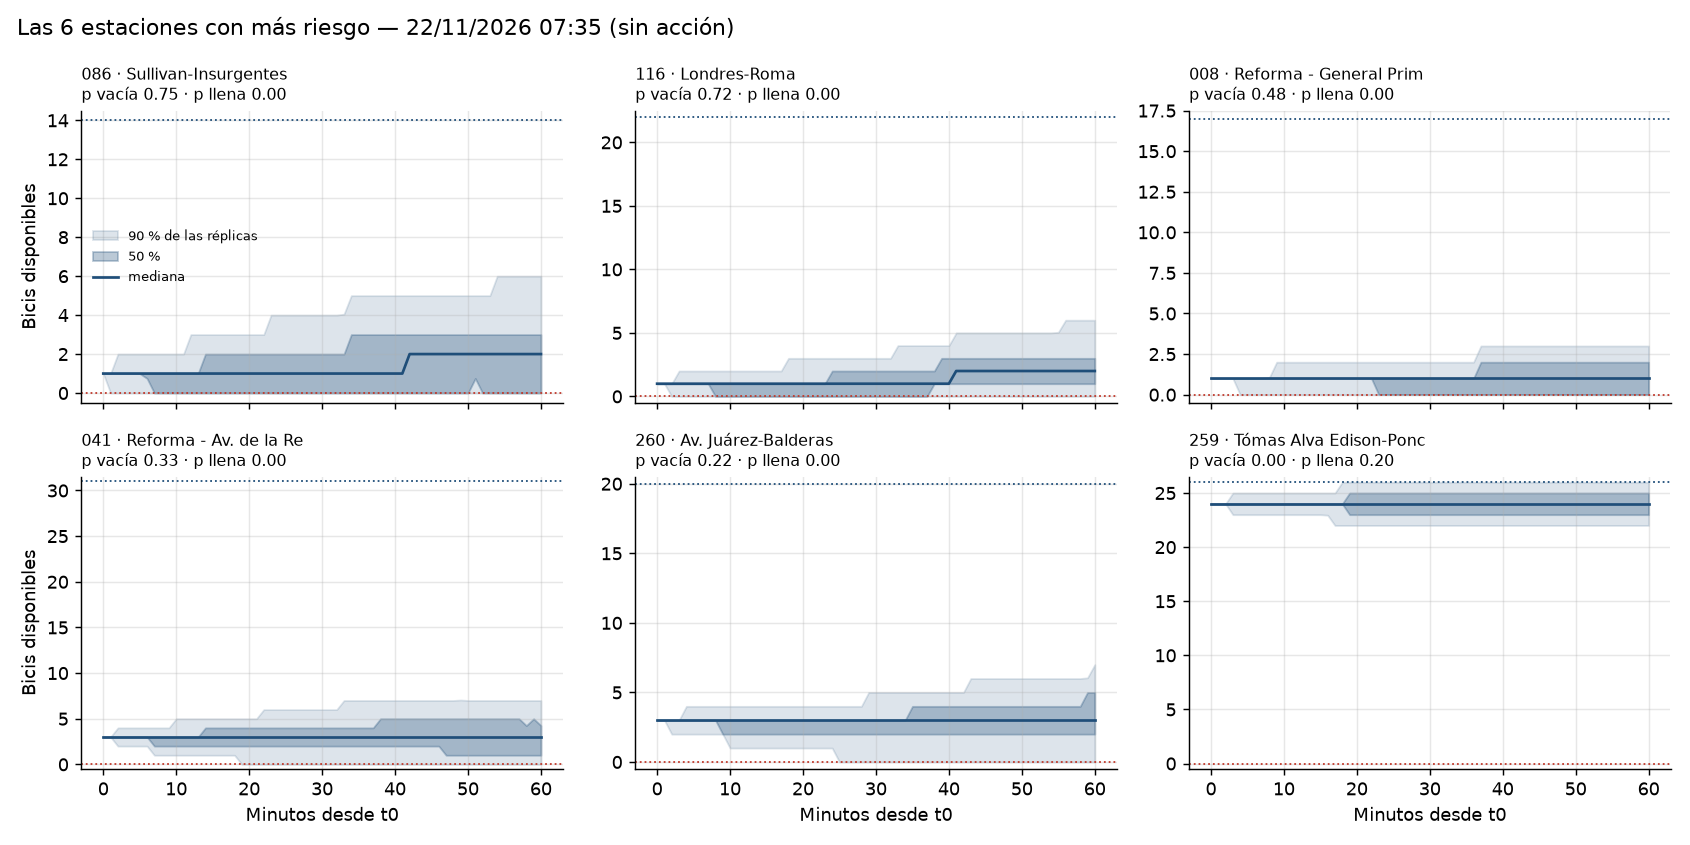 Las 6 estaciones con más riesgo — 22/11/2026 07:35 (sin acción)
086 · Sullivan-Insurgentes
p vacía 0.75 · p llena 0.00
116 · Londres-Roma
p vacía 0.72 · p llena 0.00
008 · Reforma - General Prim
p vacía 0.48 · p llena 0.00
Bicis disponibles
14
12
10
8
6
4
2
0
90 % de las réplicas
50 %
mediana
20
15
10
5
0
17.5
15.0
12.5
10.0
7.5
5.0
2.5
0.0
041 · Reforma - Av. de la Re
p vacía 0.33 · p llena 0.00
260 · Av. Juárez-Balderas
p vacía 0.22 · p llena 0.00
259 · Tómas Alva Edison-Ponc
p vacía 0.00 · p llena 0.20
Bicis disponibles
30
25
20
15
10
5
0
20
15
10
5
0
25
20
15
10
5
0
0 10 20 30 40 50 60
0 10 20 30 40 50 60
0 10 20 30 40 50 60
Minutos desde t0
Minutos desde t0
Minutos desde t0